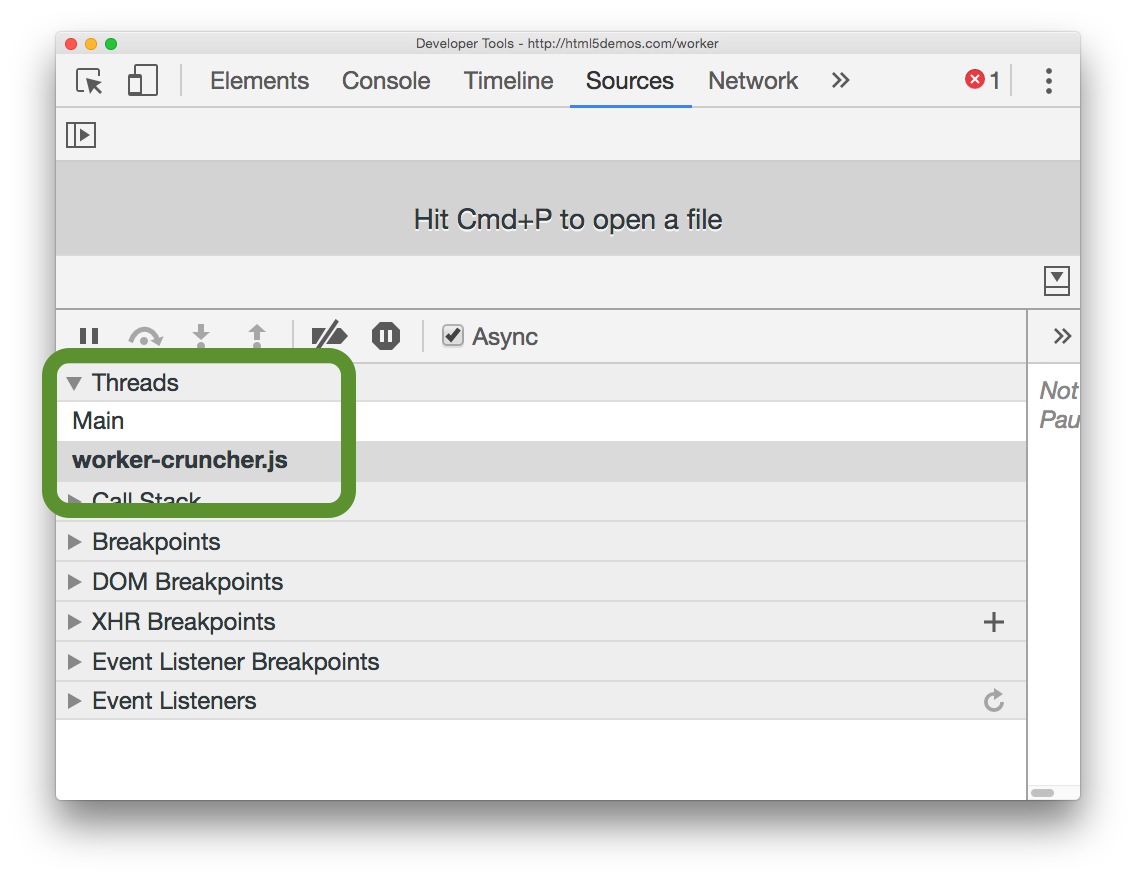 Developer Tools - http://html5demos.com/worker
Elements Console Timeline Sources Network 1
Hit Cmd+P to open a file
Async
Threads
Not
Main
Pau
worker-cruncher.js
Call Stack
Breakpoints
DOM Breakpoints
XHR Breakpoints
Event Listener Breakpoints
Event Listeners